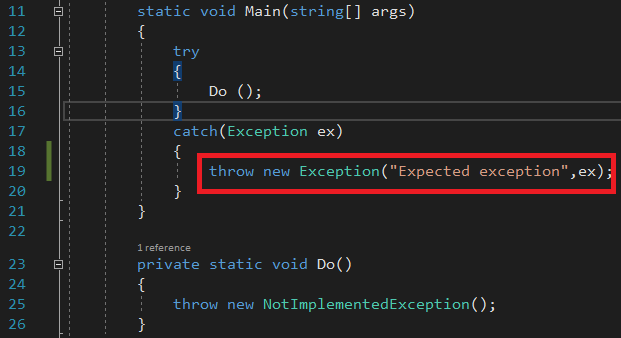 11 static void Main(string[] args)
12 {
13 try
14 {
15 Do ();
16 }
17 catch(Exception ex)
18 {
19 throw new Exception("Expected exception",ex);
20 }
21 }
22
1 reference
23 private static void Do()
24 {
25 throw new NotImplementedException();
26 }